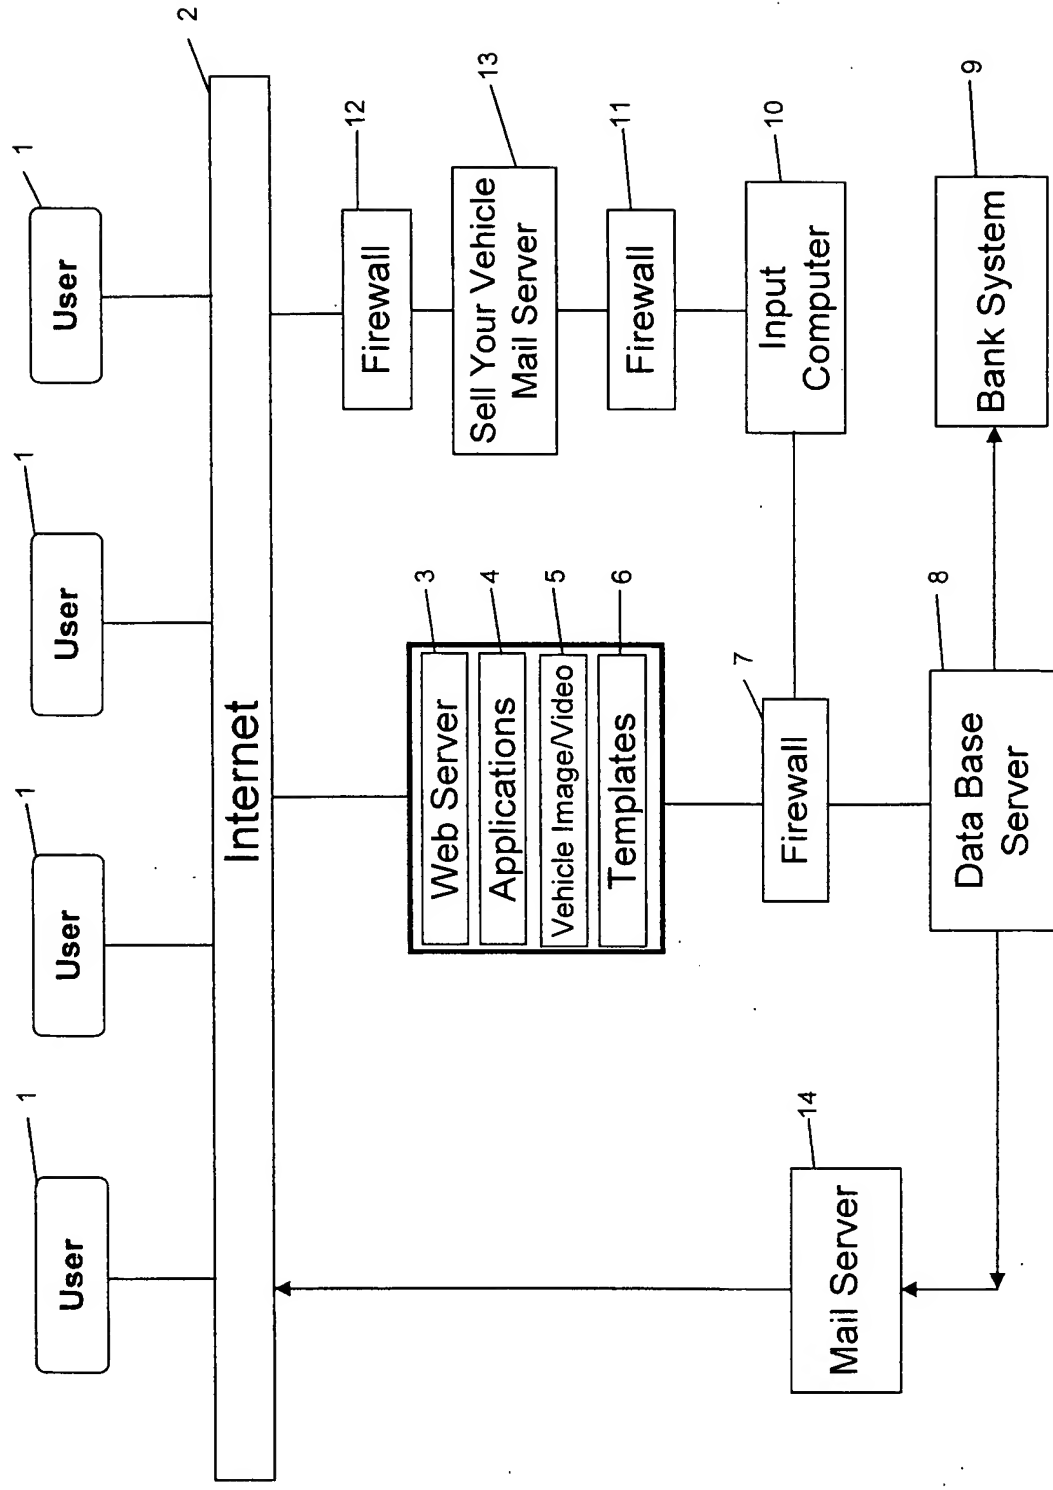 1
User
1
User
1
User
1
User
2
Internet
3
Web Server
4
Applications
5
Vehicle Image/Video
6
Templates
12
Firewall
13
Sell Your Vehicle
Mail Server
11
Firewall
10
Input
Computer
7
Firewall
14
Mail Server
8
Data Base
Server
9
Bank System